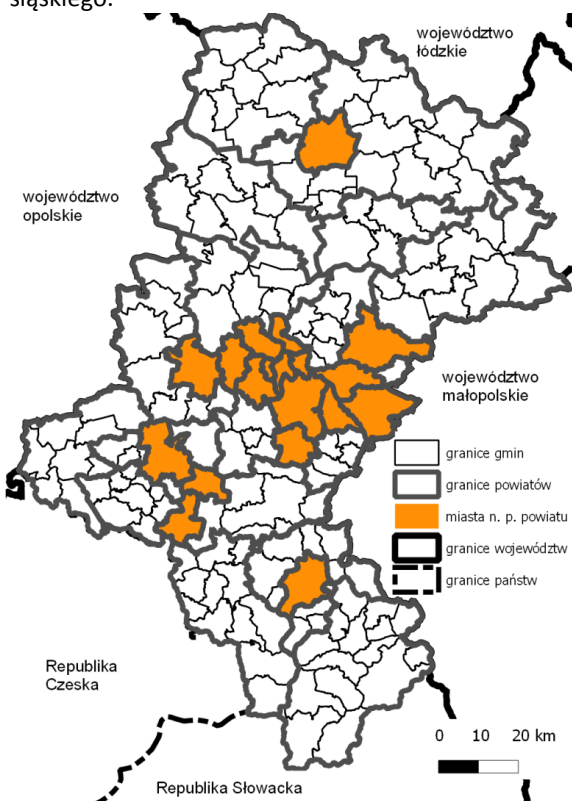 śląskiego.
województwo
łódzkie
województwo
opolskie
województwo
małopolskie
granice gmin
granice powiatów
miasta n. p. powiatu
granice województw
granice państw
Republika
Czeska
0 10 20 km
Republika Słowacka